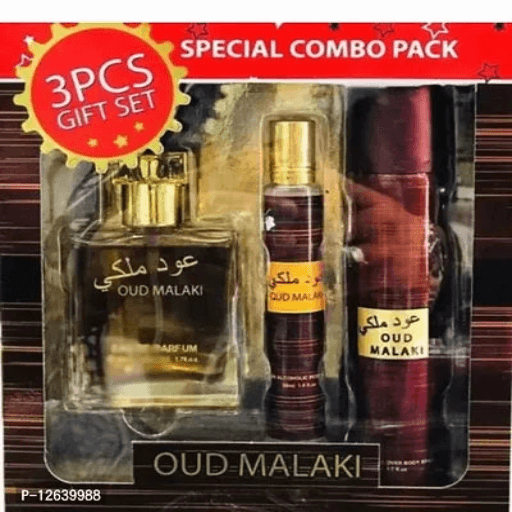 SPECIAL COMBO PACK
3PCS
GIFT SET
عود ملكي
OUD MALAKI
PARFUM
عود ملكي
OUD MALAKI
عود ملكي
OUD
MALAKI
OUD MALAKI
P-12639988